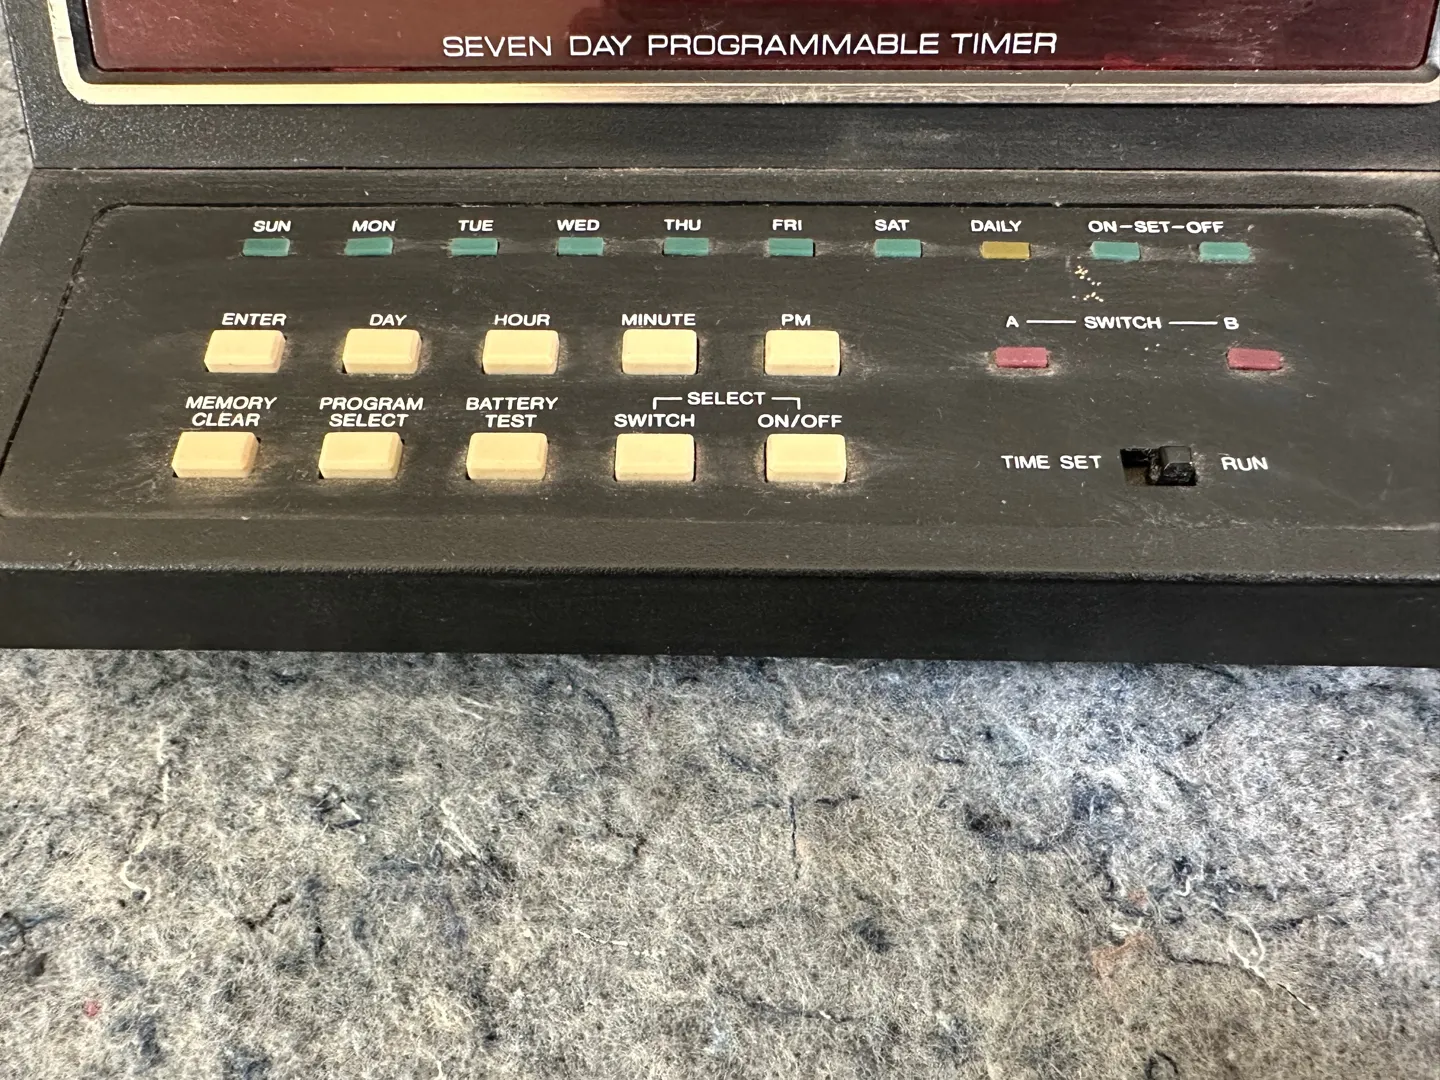 SEVEN DAY PROGRAMMABLE TIMER
SUN MON TUE WED THU FRI SAT DAILY ON-SET-OFF
ENTER DAY HOUR MINUTE PM A — SWITCH — B
MEMORY CLEAR PROGRAM SELECT BATTERY TEST SELECT SWITCH ON/OFF
TIME SET RUN